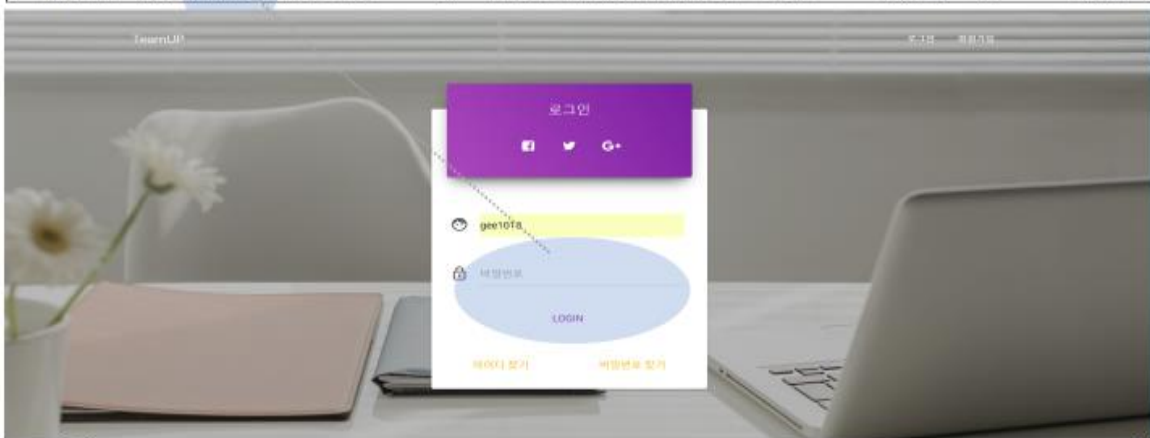 TeamUP
로그인 회원가입
로그인
G+
gee1018
비밀번호
LOGIN
아이디 찾기 비밀번호 찾기